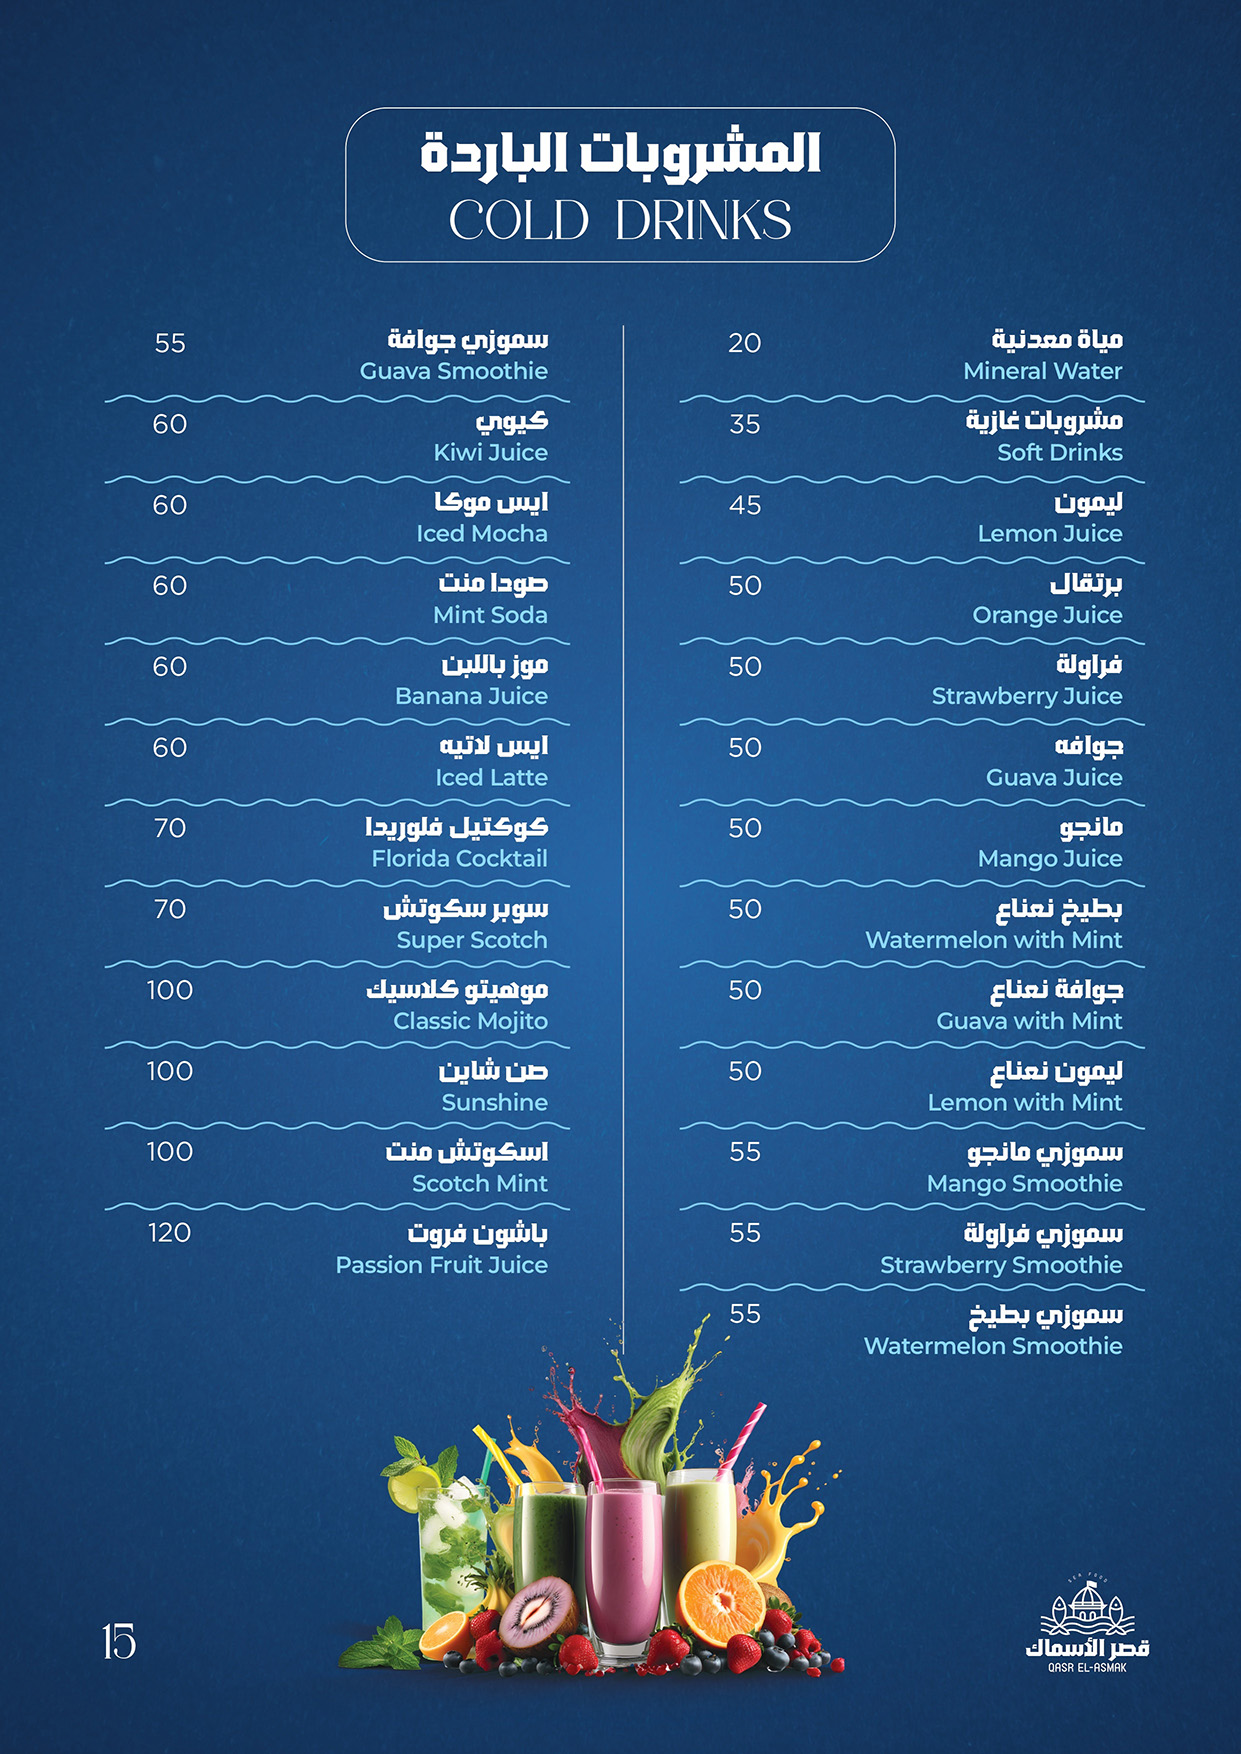 المشروبات الباردة
COLD DRINKS
مياة معدنية 20
Mineral Water
مشروبات غازية 35
Soft Drinks
ليمون 45
Lemon Juice
برتقال 50
Orange Juice
فراولة 50
Strawberry Juice
جوافه 50
Guava Juice
مانجو 50
Mango Juice
بطيخ نعناع 50
Watermelon with Mint
جوافة نعناع 50
Guava with Mint
ليمون نعناع 50
Lemon with Mint
سموزي مانجو 55
Mango Smoothie
سموزي فراولة 55
Strawberry Smoothie
سموزي بطيخ 55
Watermelon Smoothie
سموزي جوافة 55
Guava Smoothie
كيوي 60
Kiwi Juice
ايس موكا 60
Iced Mocha
صودا منت 60
Mint Soda
موز باللبن 60
Banana Juice
ايس لاتيه 60
Iced Latte
كوكتيل فلوريدا 70
Florida Cocktail
سوبر سكوتش 70
Super Scotch
موهيتو كلاسيك 100
Classic Mojito
صن شاين 100
Sunshine
اسكوتش منت 100
Scotch Mint
باشون فروت 120
Passion Fruit Juice
15
SEA FOOD
قصر الأسماك
QASR EL-ASMAK